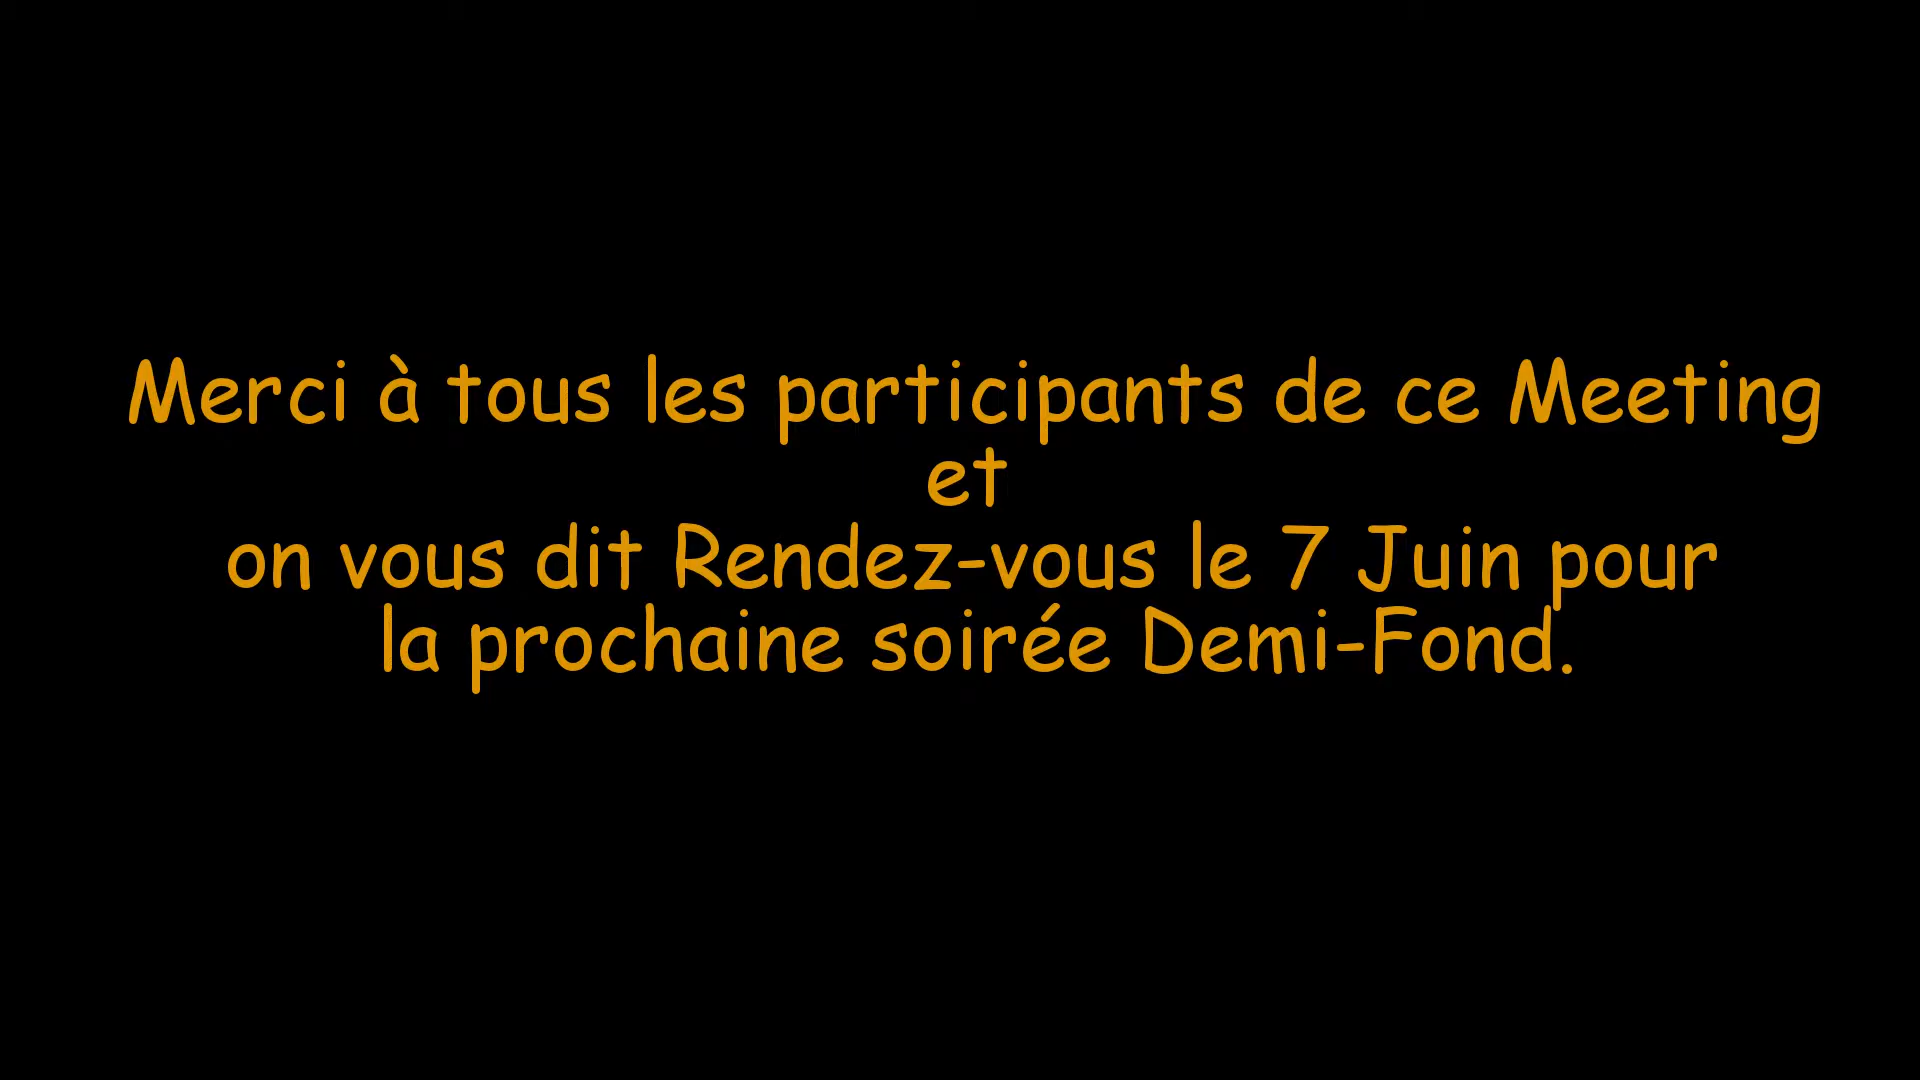 Merci à tous les participants de ce Meeting
et
on vous dit Rendez-vous le 7 Juin pour
la prochaine soirée Demi-Fond.